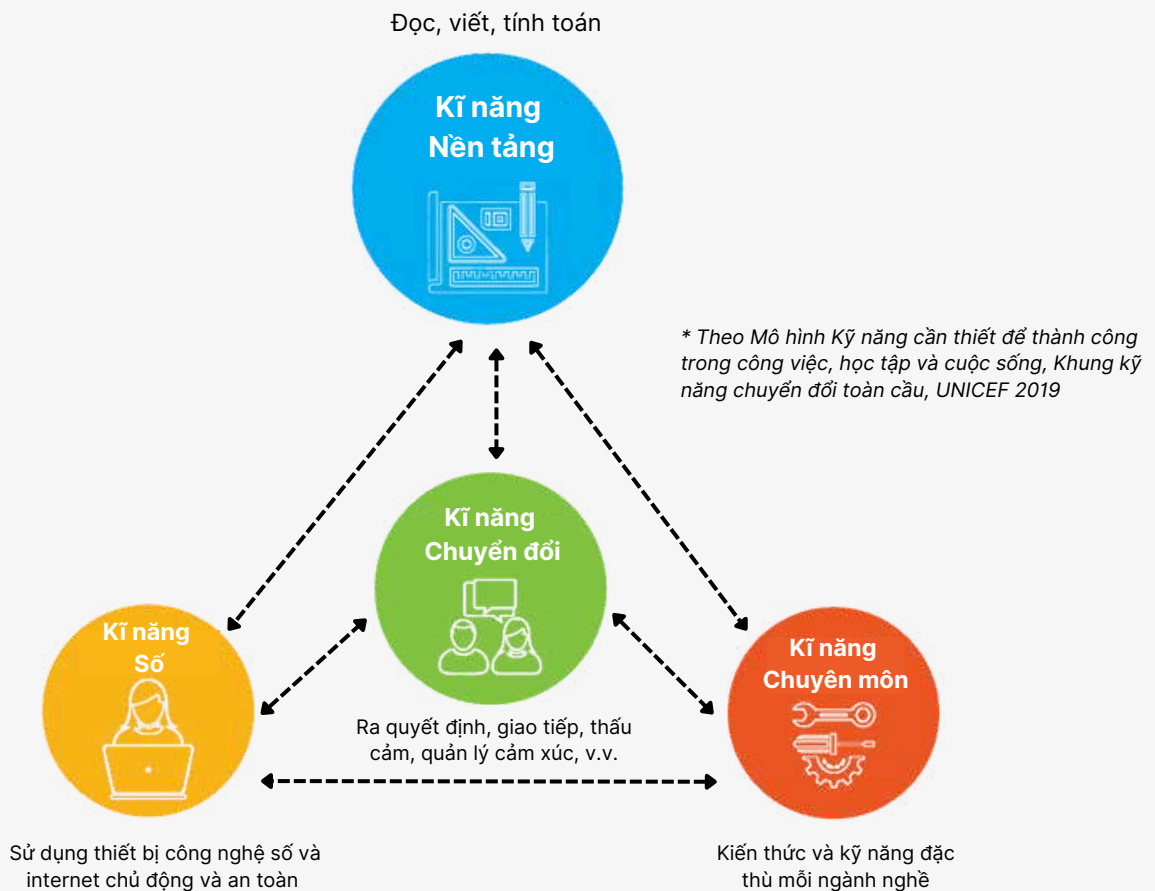 Đọc, viết, tính toán
Kĩ năng
Nền tảng
* Theo Mô hình Kỹ năng cần thiết để thành công
trong công việc, học tập và cuộc sống, Khung kỹ
năng chuyển đổi toàn cầu, UNICEF 2019
Kĩ năng
Chuyển đổi
Ra quyết định, giao tiếp, thấu
cảm, quản lý cảm xúc, v.v.
Kĩ năng
Số
Sử dụng thiết bị công nghệ số và
internet chủ động và an toàn
Kĩ năng
Chuyên môn
Kiến thức và kỹ năng đặc
thù mỗi ngành nghề